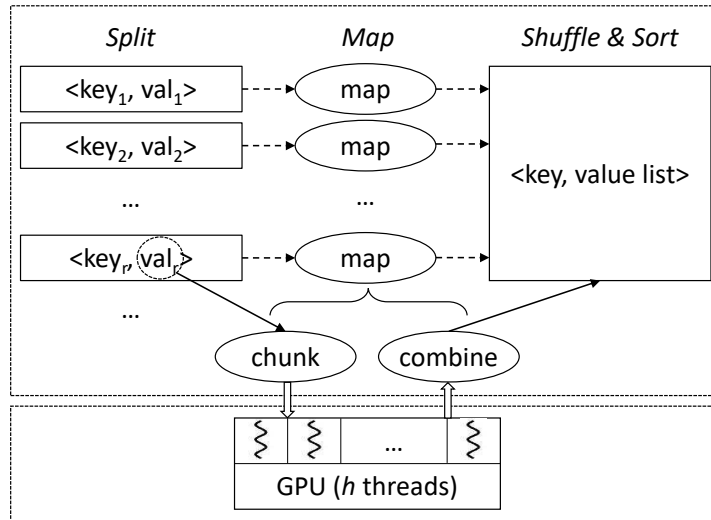 Split Map Shuffle & Sort
<key₁, val₁> map
<key₂, val₂> map
<key, value list>
... ...
<keyᵣ, valᵣ> map
...
chunk combine
...
GPU (h threads)